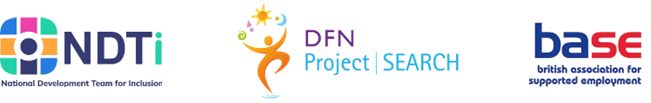 NDTi
National Development Team for Inclusion
DFN
Project | SEARCH
base
british association for
supported employment